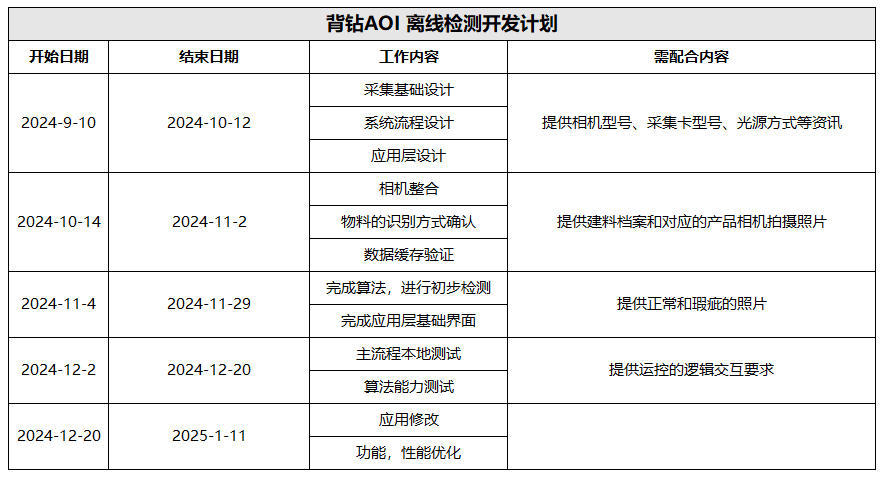 背钻AOI 离线检测开发计划
开始日期 结束日期 工作内容 需配合内容
2024-9-10 2024-10-12 采集基础设计 提供相机型号、采集卡型号、光源方式等资讯
系统流程设计
应用层设计
2024-10-14 2024-11-2 相机整合 提供建料档案和对应的产品相机拍摄照片
物料的识别方式确认
数据缓存验证
2024-11-4 2024-11-29 完成算法，进行初步检测 提供正常和瑕疵的照片
完成应用层基础界面
2024-12-2 2024-12-20 主流程本地测试 提供运控的逻辑交互要求
算法能力测试
2024-12-20 2025-1-11 应用修改
功能，性能优化